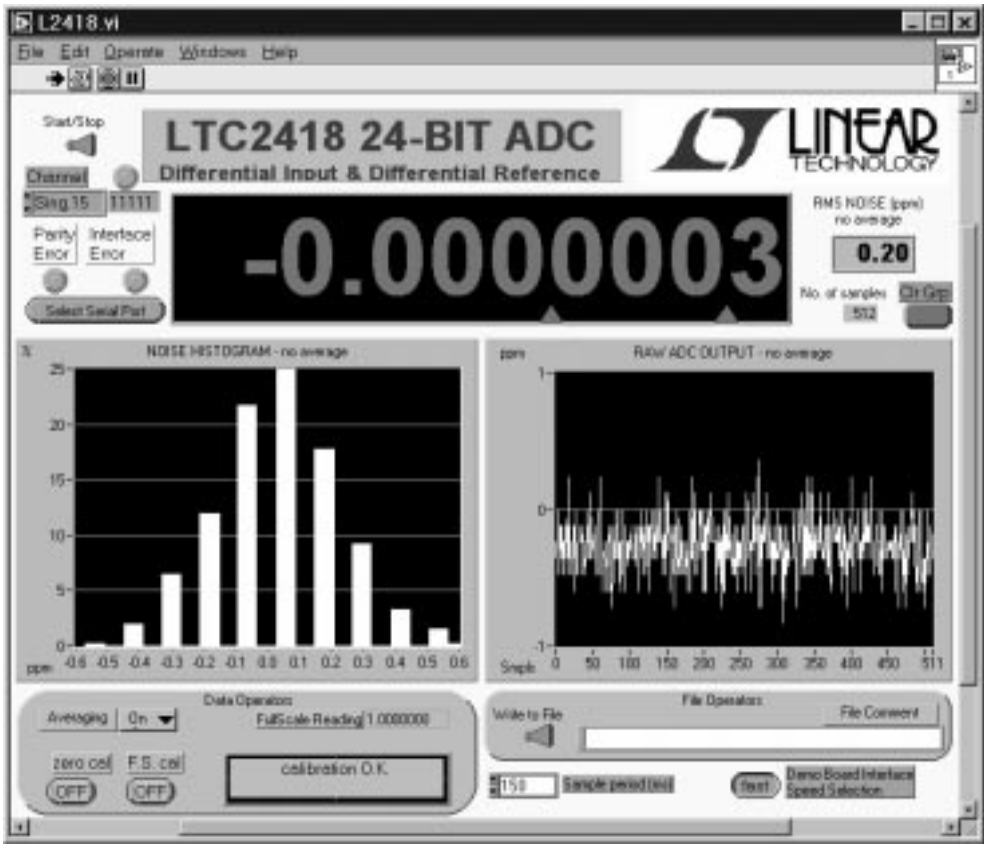 L2418.vi
File Edit Operate Windows Help
Start/Stop
LTC2418 24-BIT ADC
Differential Input & Differential Reference
LINEAR
TECHNOLOGY
Channel
Sing.15 11111
Parity Error
Interface Error
Select Serial Port
-0.0000003
RMS NOISE (ppm)
no average
0.20
No. of samples
512
Clr Grp
% NOISE HISTOGRAM - no average
25
20
15
10
5
0
ppm -0.6 -0.5 -0.4 -0.3 -0.2 -0.1 0.0 0.1 0.2 0.3 0.4 0.5 0.6
ppm RAW ADC OUTPUT - no average
1
0
-1
Smpls 0 50 100 150 200 250 300 350 400 450 511
Data Operators
Averaging On
FullScale Reading 1.0000000
zero cal F.S. cal
OFF OFF
calibration O.K.
File Operators
Write to File
File Comment
150 Sample period (ms)
fast
Demo Board Interface
Speed Selection